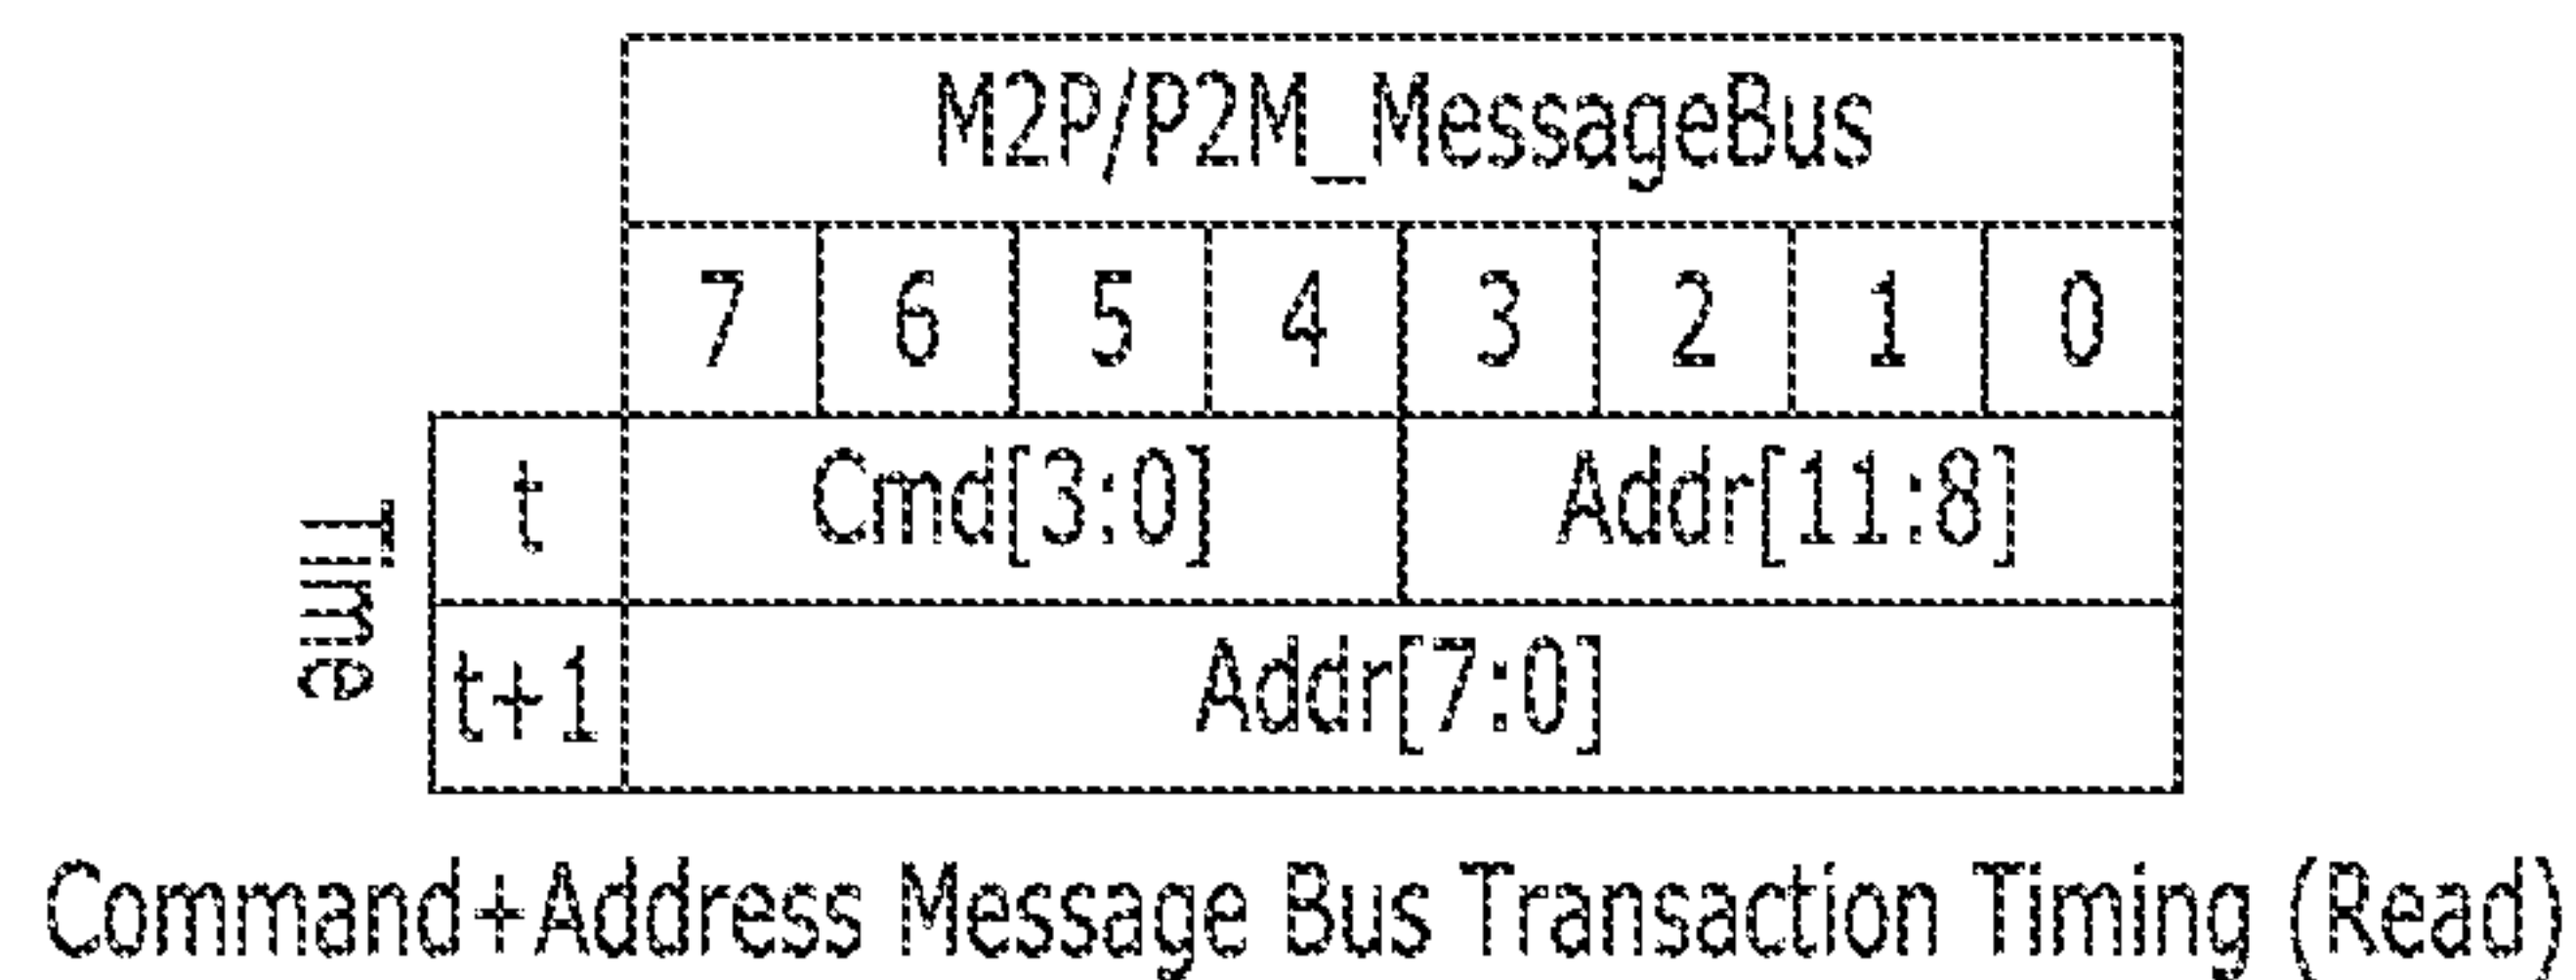 M2P/P2M_MessageBus
7 6 5 4 3 2 1 0
Time
t Cmd[3:0] Addr[11:8]
t+1 Addr[7:0]
Command+Address Message Bus Transaction Timing (Read)